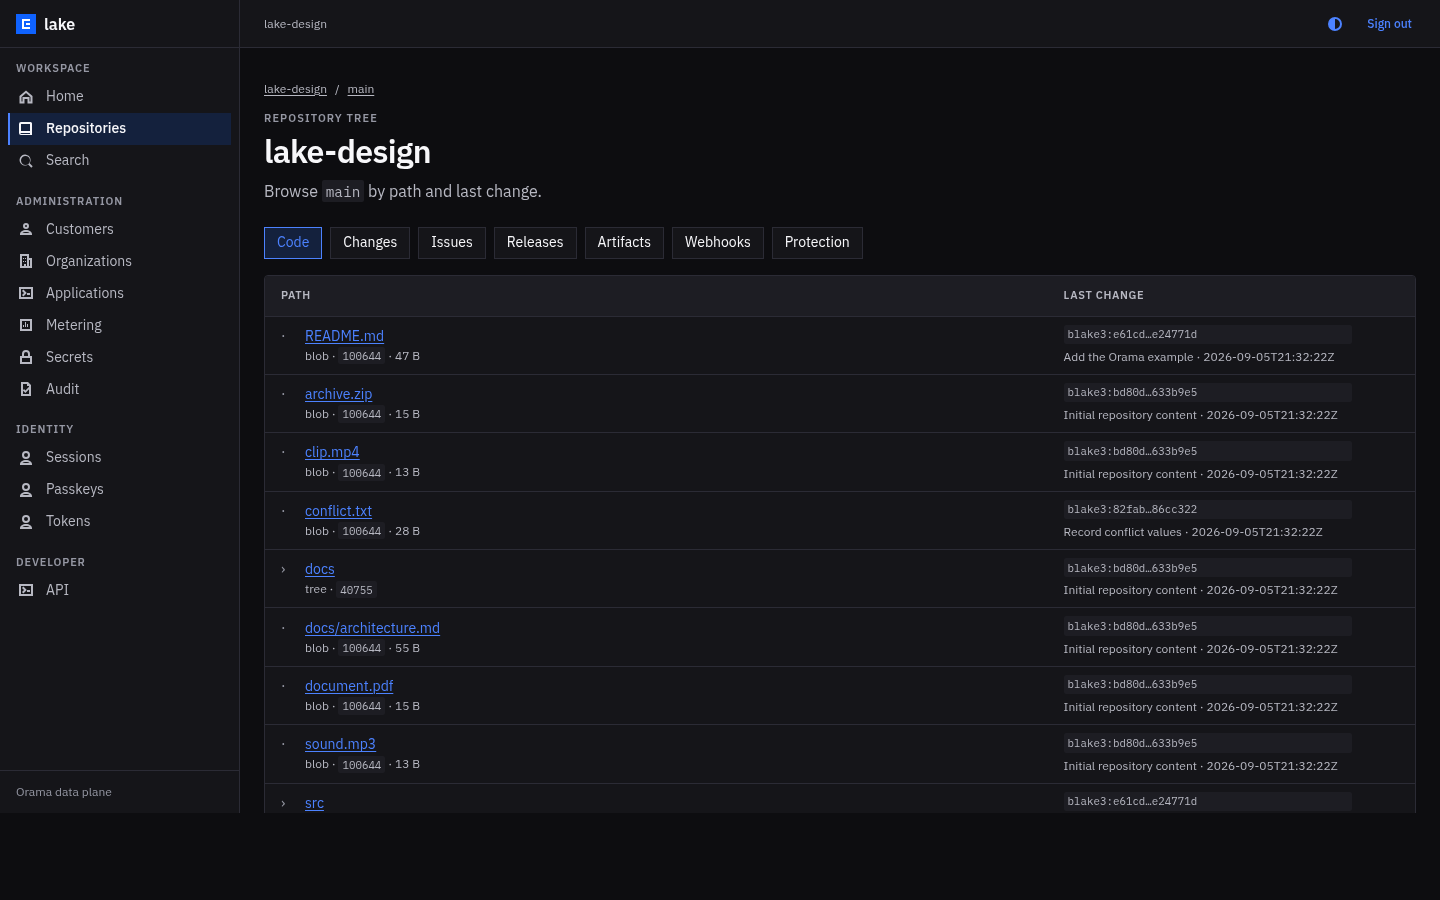 lake
lake-design
Sign out
WORKSPACE
Home
Repositories
Search
ADMINISTRATION
Customers
Organizations
Applications
Metering
Secrets
Audit
IDENTITY
Sessions
Passkeys
Tokens
DEVELOPER
API
Orama data plane
lake-design / main
REPOSITORY TREE
lake-design
Browse main by path and last change.
Code Changes Issues Releases Artifacts Webhooks Protection
PATH LAST CHANGE
· README.md blake3:e61cd…e24771d
blob · 100644 · 47 B Add the Orama example · 2026-09-05T21:32:22Z
· archive.zip blake3:bd80d…633b9e5
blob · 100644 · 15 B Initial repository content · 2026-09-05T21:32:22Z
· clip.mp4 blake3:bd80d…633b9e5
blob · 100644 · 13 B Initial repository content · 2026-09-05T21:32:22Z
· conflict.txt blake3:82fab…86cc322
blob · 100644 · 28 B Record conflict values · 2026-09-05T21:32:22Z
› docs blake3:bd80d…633b9e5
tree · 40755 Initial repository content · 2026-09-05T21:32:22Z
· docs/architecture.md blake3:bd80d…633b9e5
blob · 100644 · 55 B Initial repository content · 2026-09-05T21:32:22Z
· document.pdf blake3:bd80d…633b9e5
blob · 100644 · 15 B Initial repository content · 2026-09-05T21:32:22Z
· sound.mp3 blake3:bd80d…633b9e5
blob · 100644 · 13 B Initial repository content · 2026-09-05T21:32:22Z
› src blake3:e61cd…e24771d